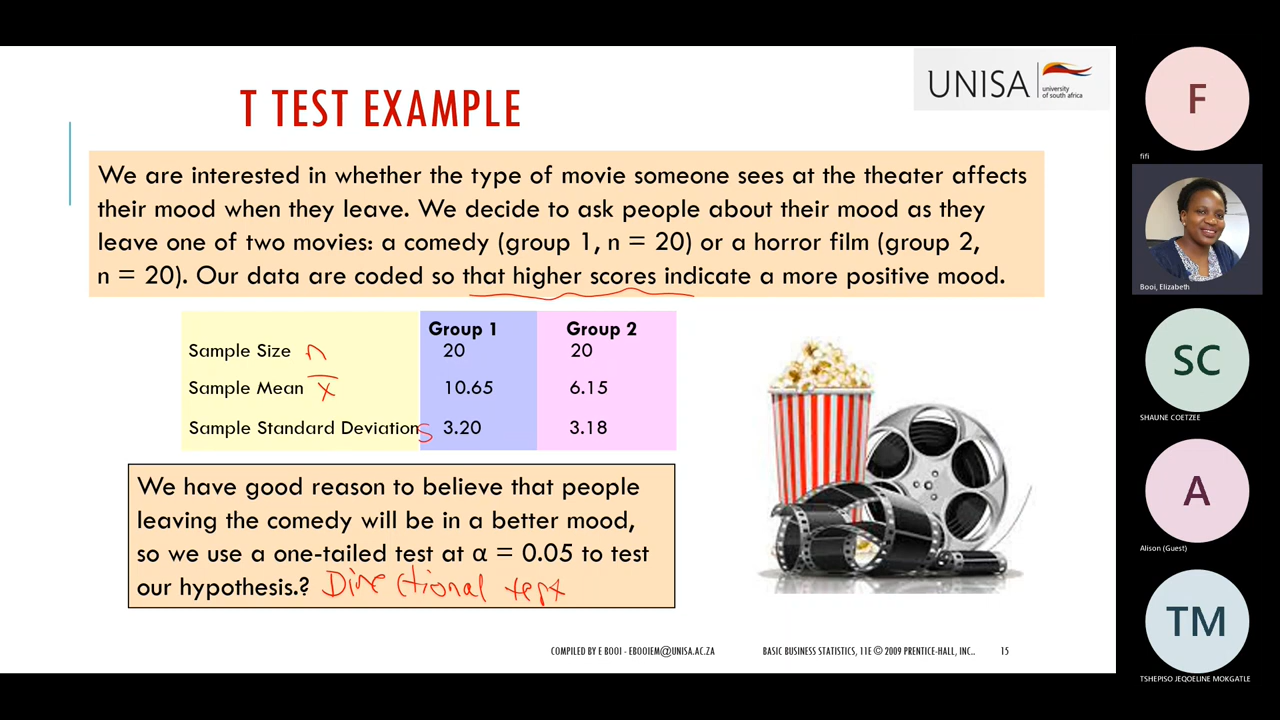 UNISA
university
of south africa
T TEST EXAMPLE
We are interested in whether the type of movie someone sees at the theater affects
their mood when they leave. We decide to ask people about their mood as they
leave one of two movies: a comedy (group 1, n = 20) or a horror film (group 2,
n = 20). Our data are coded so that higher scores indicate a more positive mood.
Group 1 Group 2
Sample Size n 20 20
Sample Mean x̄ 10.65 6.15
Sample Standard Deviation S 3.20 3.18
We have good reason to believe that people
leaving the comedy will be in a better mood,
so we use a one-tailed test at α = 0.05 to test
our hypothesis.? Directional test
COMPILED BY E BOOI - EBOOIEM@UNISA.AC.ZA BASIC BUSINESS STATISTICS, 11E © 2009 PRENTICE-HALL, INC.. 15
F
fifi
Booi, Elizabeth
SC
SHAUNE COETZEE
A
Alison (Guest)
TM
TSHEPISO JEQOELINE MOKGATLE